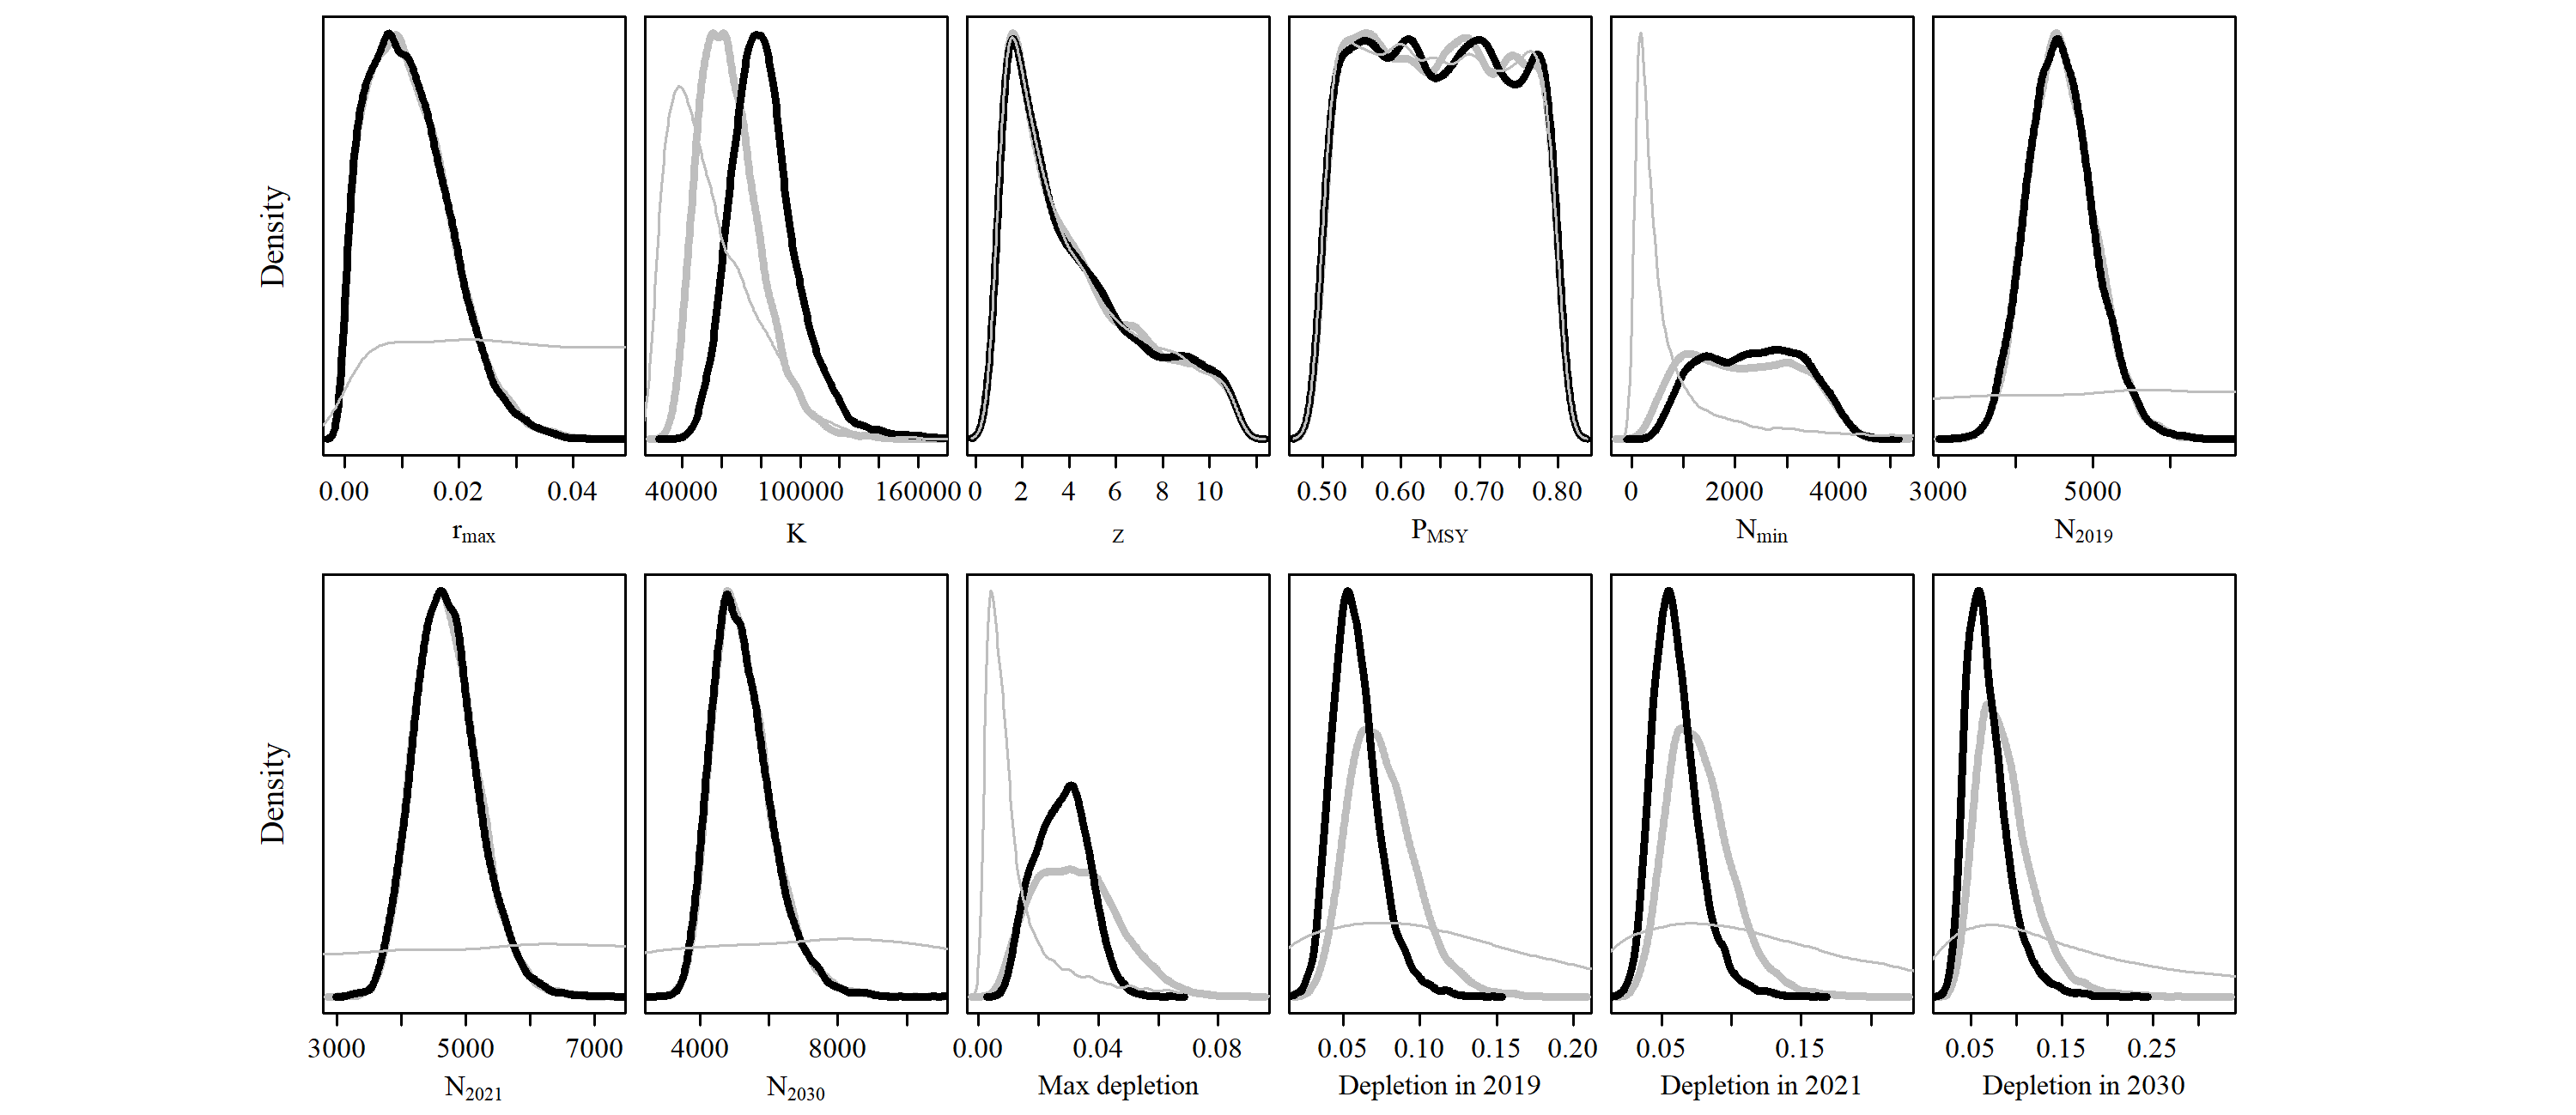 Density
0.00 0.02 0.04
r_max
40000 100000 160000
K
0 2 4 6 8 10
z
0.50 0.60 0.70 0.80
P_MSY
0 2000 4000
N_min
3000 5000
N_2019
Density
3000 5000 7000
N_2021
4000 8000
N_2030
0.00 0.04 0.08
Max depletion
0.05 0.10 0.15 0.20
Depletion in 2019
0.05 0.15
Depletion in 2021
0.05 0.15 0.25
Depletion in 2030